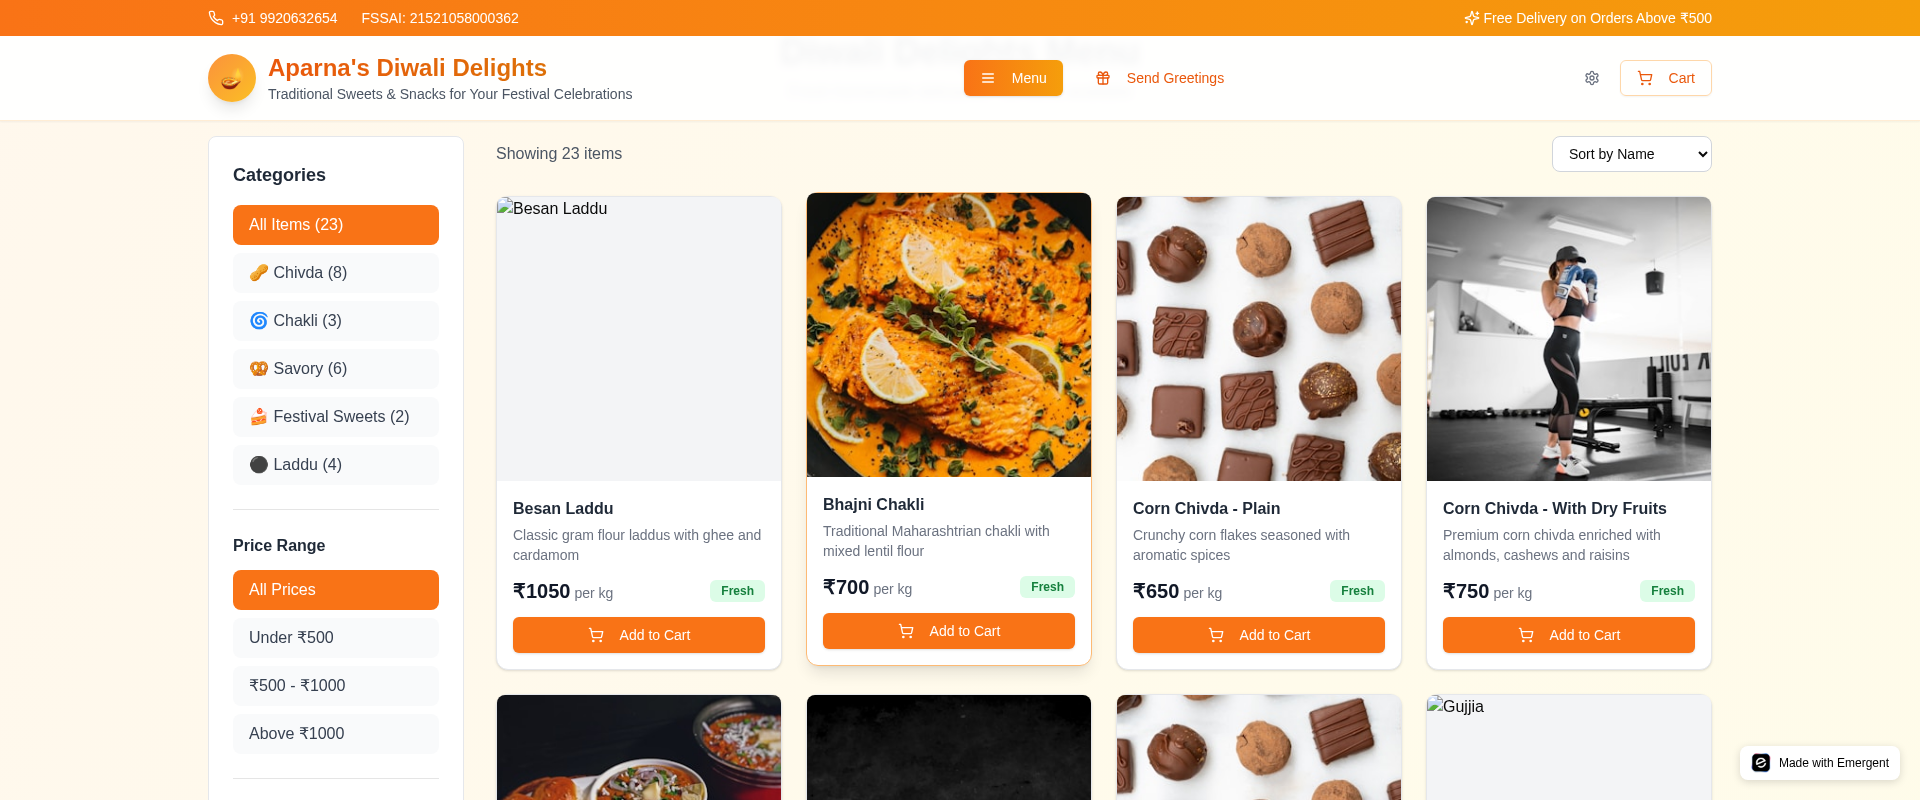 +91 9920632654
FSSAI: 21521058000362
Free Delivery on Orders Above ₹500
Aparna's Diwali Delights
Traditional Sweets & Snacks for Your Festival Celebrations
Menu
Send Greetings
Cart
Categories
All Items (23)
Chivda (8)
Chakli (3)
Savory (6)
Festival Sweets (2)
Laddu (4)
Price Range
All Prices
Under ₹500
₹500 - ₹1000
Above ₹1000
Showing 23 items
Sort by Name
Besan Laddu
Besan Laddu
Classic gram flour laddus with ghee and
cardamom
₹1050 per kg
Fresh
Add to Cart
Bhajni Chakli
Traditional Maharashtrian chakli with
mixed lentil flour
₹700 per kg
Fresh
Add to Cart
Corn Chivda - Plain
Crunchy corn flakes seasoned with
aromatic spices
₹650 per kg
Fresh
Add to Cart
Corn Chivda - With Dry Fruits
Premium corn chivda enriched with
almonds, cashews and raisins
₹750 per kg
Fresh
Add to Cart
Gujjia
Made with Emergent